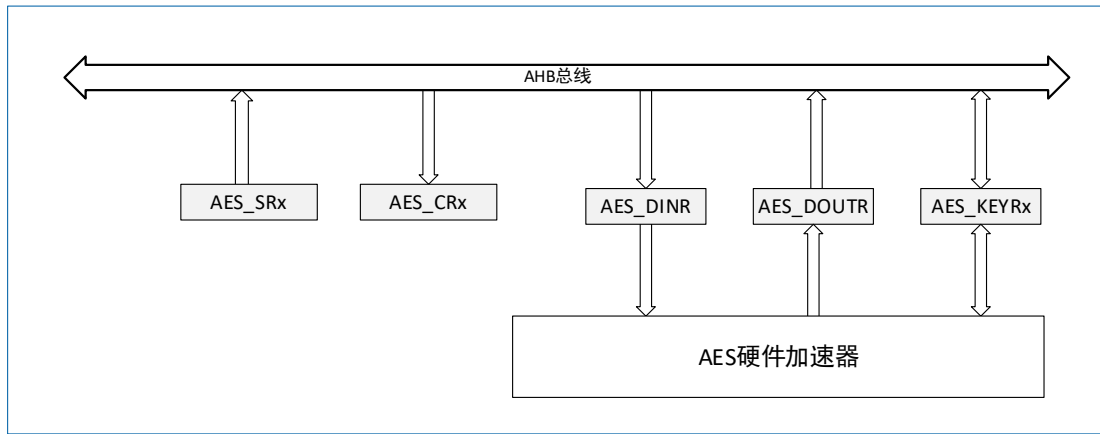 AHB总线
AES_SRx
AES_CRx
AES_DINR
AES_DOUTR
AES_KEYRx
AES硬件加速器